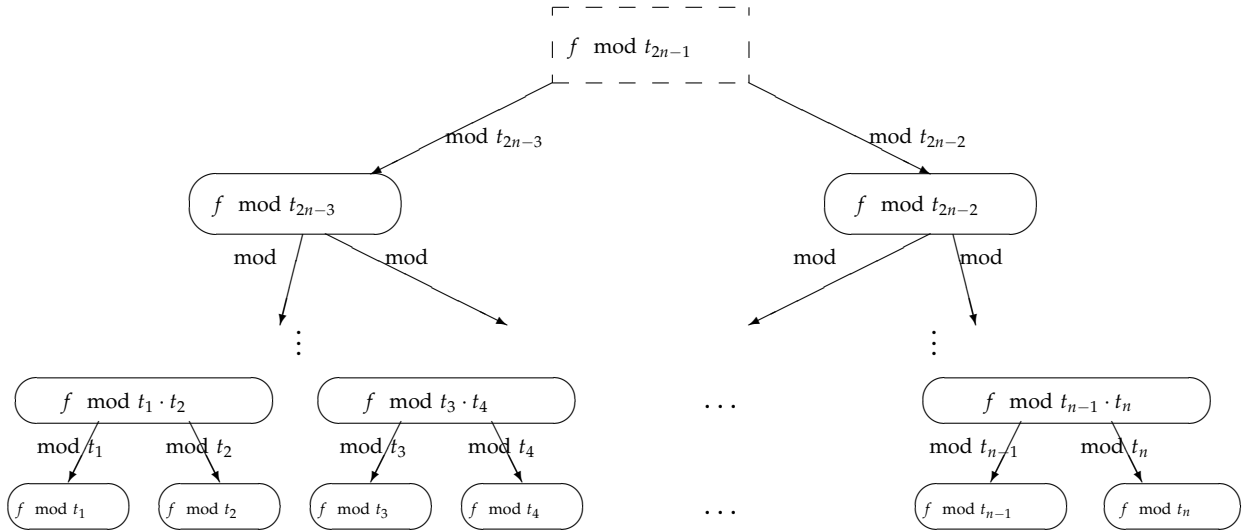 f mod t_{2n−1}
mod t_{2n−3} mod t_{2n−2}
f mod t_{2n−3} f mod t_{2n−2}
mod mod mod mod
⋮ ⋮
f mod t_1 · t_2 f mod t_3 · t_4 ... f mod t_{n−1} · t_n
mod t_1 mod t_2 mod t_3 mod t_4 mod t_{n−1} mod t_n
f mod t_1 f mod t_2 f mod t_3 f mod t_4 ... f mod t_{n−1} f mod t_n